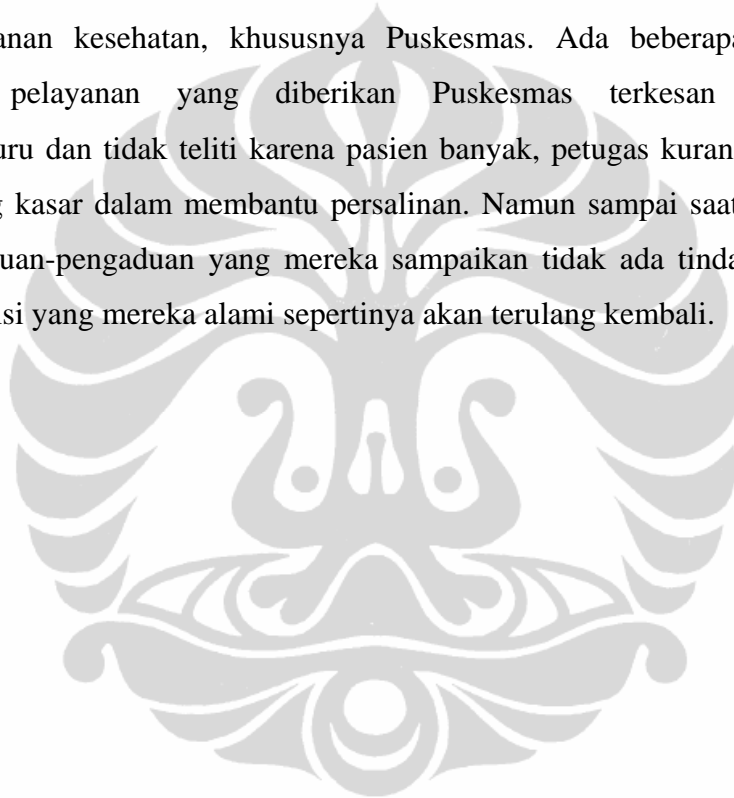 anan kesehatan, khususnya Puskesmas. Ada beberapa
pelayanan yang diberikan Puskesmas terkesan
uru dan tidak teliti karena pasien banyak, petugas kuran
g kasar dalam membantu persalinan. Namun sampai saat
uan-pengaduan yang mereka sampaikan tidak ada tinda
si yang mereka alami sepertinya akan terulang kembali.